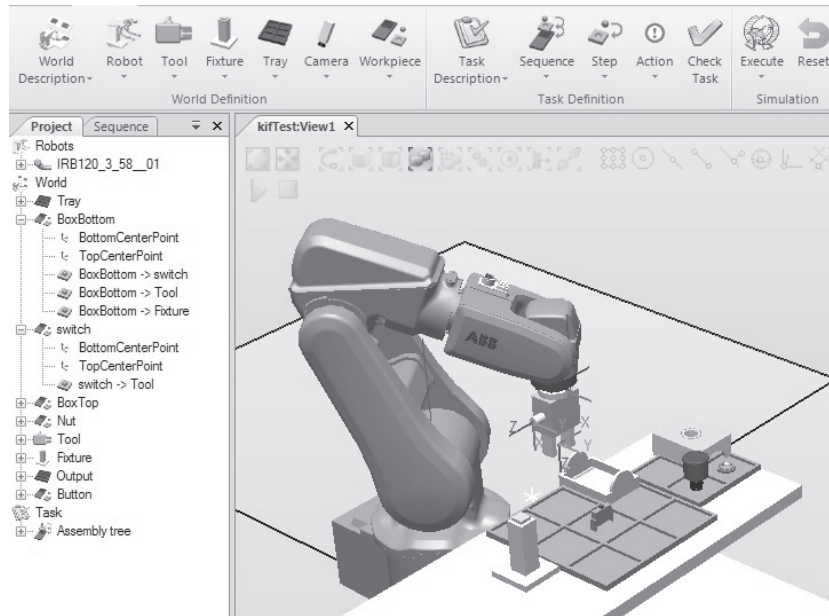 World Description
Robot
Tool
Fixture
Tray
Camera
Workpiece
Task Description
Sequence
Step
Action
Check Task
Execute
Reset
World Definition
Task Definition
Simulation
Project
Sequence
kifTest:View1
Robots
IRB120_3_58__01
World
Tray
BoxBottom
BottomCenterPoint
TopCenterPoint
BoxBottom -> switch
BoxBottom -> Tool
BoxBottom -> Fixture
switch
BottomCenterPoint
TopCenterPoint
switch -> Tool
BoxTop
Nut
Tool
Fixture
Output
Button
Task
Assembly tree
ABB
Z
X
Y
X
Y
Z